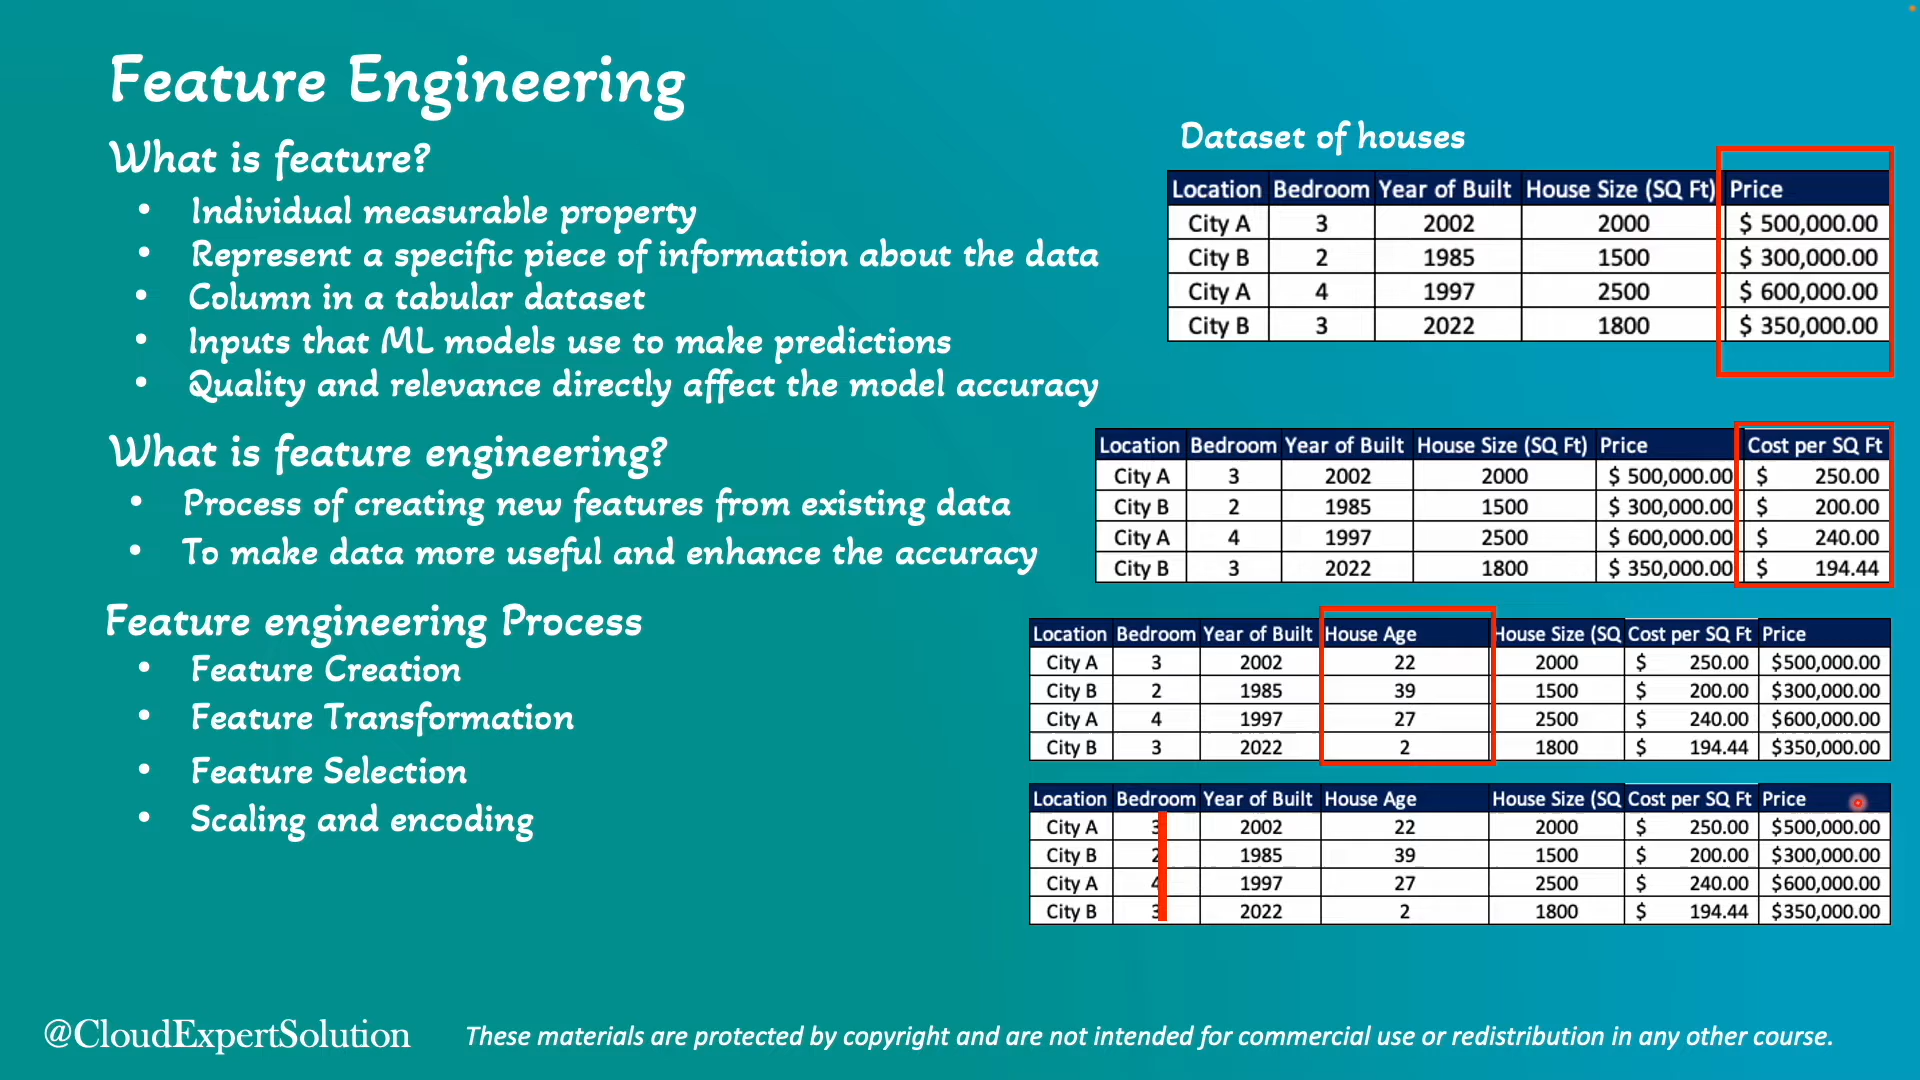 Feature Engineering
What is feature?
• Individual measurable property
• Represent a specific piece of information about the data
• Column in a tabular dataset
• Inputs that ML models use to make predictions
• Quality and relevance directly affect the model accuracy
What is feature engineering?
• Process of creating new features from existing data
• To make data more useful and enhance the accuracy
Feature engineering Process
• Feature Creation
• Feature Transformation
• Feature Selection
• Scaling and encoding
Dataset of houses
Location Bedroom Year of Built House Size (SQ Ft) Price
City A 3 2002 2000 $ 500,000.00
City B 2 1985 1500 $ 300,000.00
City A 4 1997 2500 $ 600,000.00
City B 3 2022 1800 $ 350,000.00
Location Bedroom Year of Built House Size (SQ Ft) Price Cost per SQ Ft
City A 3 2002 2000 $ 500,000.00 $ 250.00
City B 2 1985 1500 $ 300,000.00 $ 200.00
City A 4 1997 2500 $ 600,000.00 $ 240.00
City B 3 2022 1800 $ 350,000.00 $ 194.44
Location Bedroom Year of Built House Age House Size (SQ Cost per SQ Ft Price
City A 3 2002 22 2000 $ 250.00 $500,000.00
City B 2 1985 39 1500 $ 200.00 $300,000.00
City A 4 1997 27 2500 $ 240.00 $600,000.00
City B 3 2022 2 1800 $ 194.44 $350,000.00
Location Bedroom Year of Built House Age House Size (SQ Cost per SQ Ft Price
City A 3 2002 22 2000 $ 250.00 $500,000.00
City B 2 1985 39 1500 $ 200.00 $300,000.00
City A 4 1997 27 2500 $ 240.00 $600,000.00
City B 3 2022 2 1800 $ 194.44 $350,000.00
@CloudExpertSolution
These materials are protected by copyright and are not intended for commercial use or redistribution in any other course.